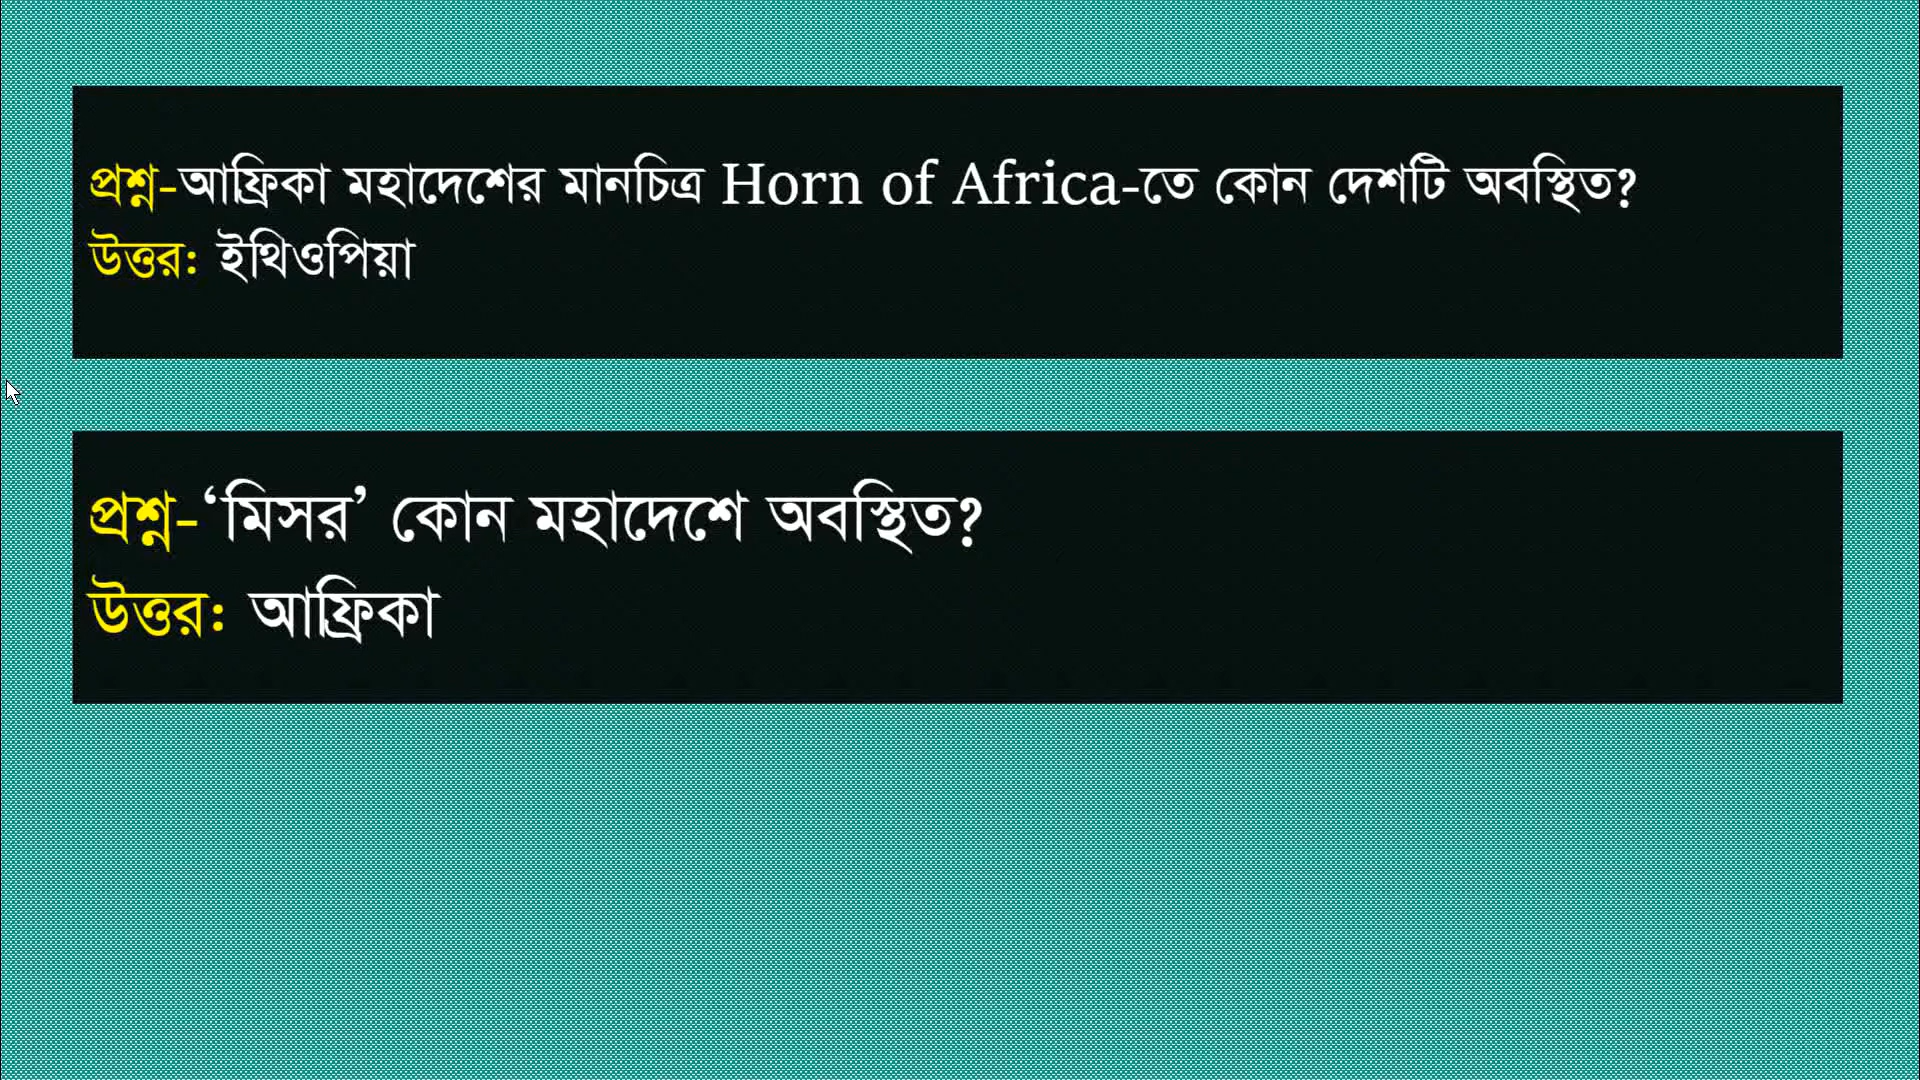 প্রশ্ন-আফ্রিকা মহাদেশের মানচিত্র Horn of Africa-তে কোন দেশটি অবস্থিত?
উত্তর: ইথিওপিয়া
প্রশ্ন-‘মিসর’ কোন মহাদেশে অবস্থিত?
উত্তর: আফ্রিকা